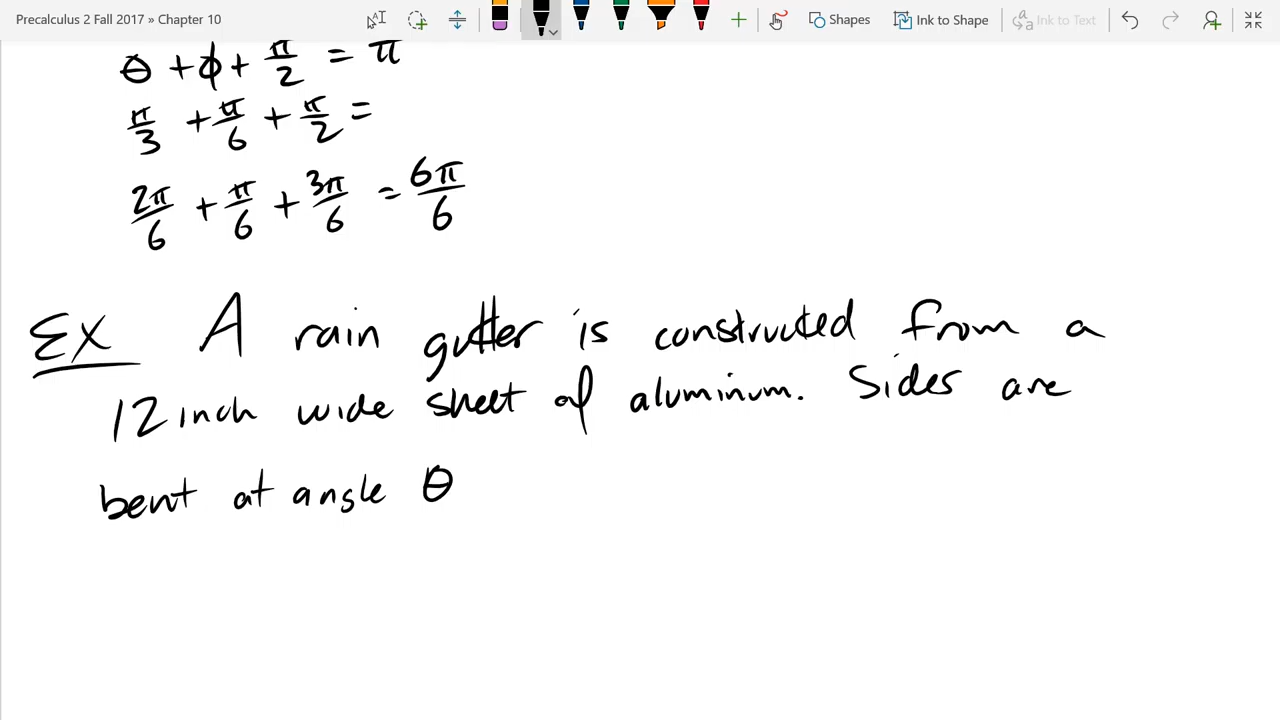 Precalculus 2 Fall 2017 » Chapter 10
Shapes
Ink to Shape
Ink to Text
θ + ϕ + π/2 = π
π/3 + π/6 + π/2 =
2π/6 + π/6 + 3π/6 = 6π/6
Ex A rain gutter is constructed from a
12 inch wide sheet of aluminum. Sides are
bent at angle θ